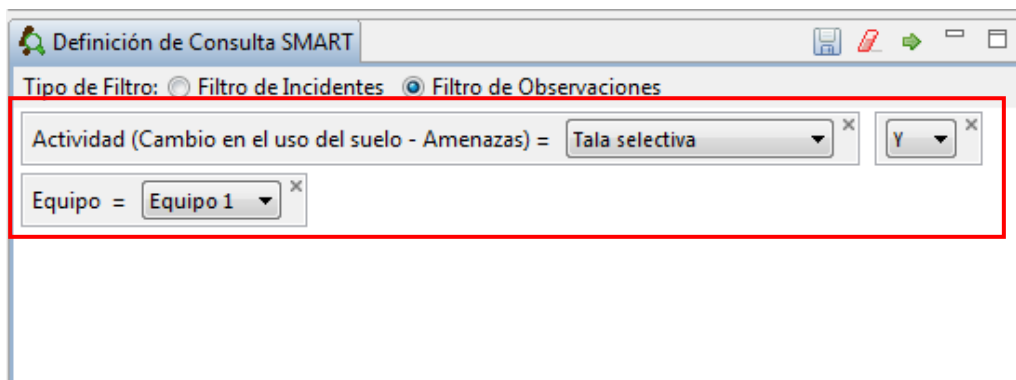 Definición de Consulta SMART
Tipo de Filtro: Filtro de Incidentes Filtro de Observaciones
Actividad (Cambio en el uso del suelo - Amenazas) = Tala selectiva Y
Equipo = Equipo 1